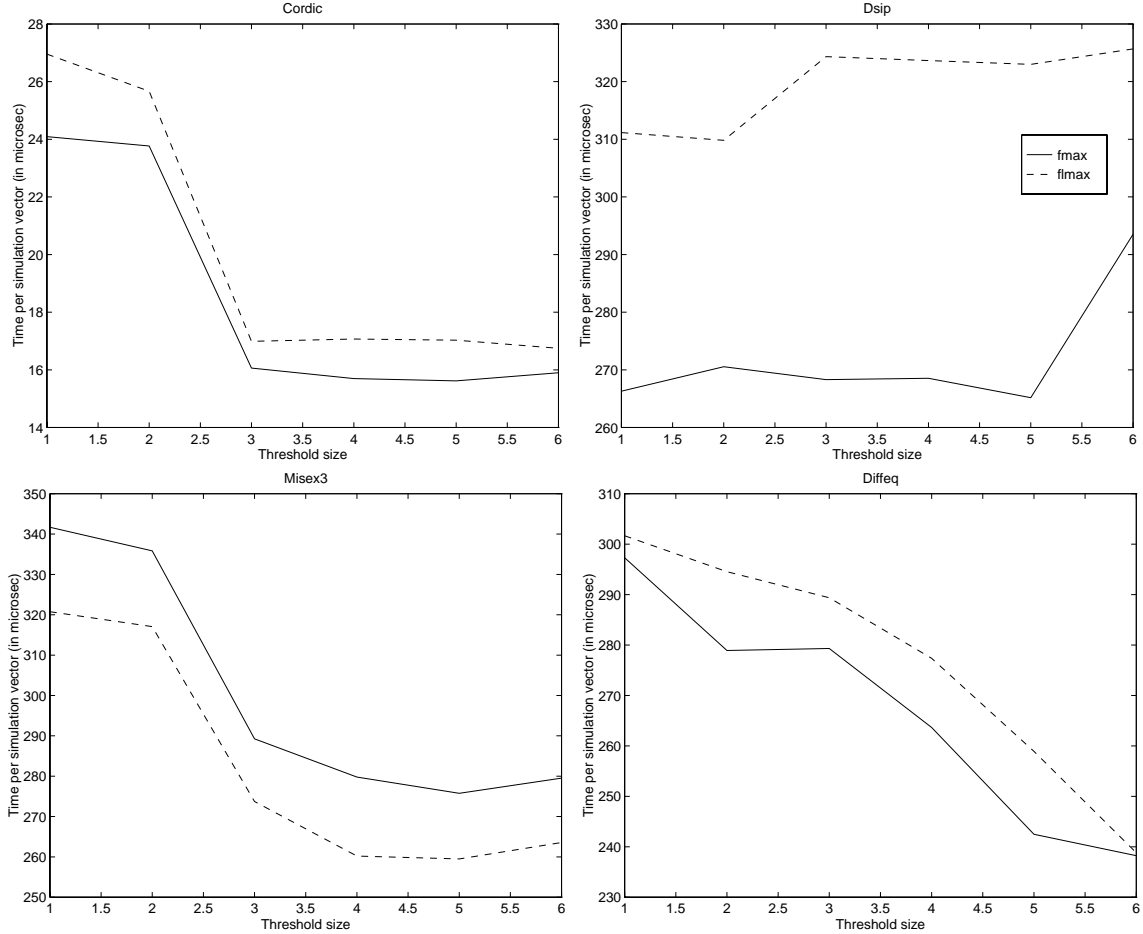 Cordic
28
26
24
22
20
18
16
14
1 1.5 2 2.5 3 3.5 4 4.5 5 5.5 6
Threshold size
Time per simulation vector (in microsec)
Dsip
330
320
310
300
290
280
270
260
1 1.5 2 2.5 3 3.5 4 4.5 5 5.5 6
Threshold size
Time per simulation vector (in microsec)
fmax
flmax
Misex3
350
340
330
320
310
300
290
280
270
260
250
1 1.5 2 2.5 3 3.5 4 4.5 5 5.5 6
Threshold size
Time per simulation vector (in microsec)
Diffeq
310
300
290
280
270
260
250
240
230
1 1.5 2 2.5 3 3.5 4 4.5 5 5.5 6
Threshold size
Time per simulation vector (in microsec)